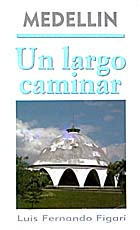 MEDELLIN
Un largo
caminar
Luis Fernando Figari